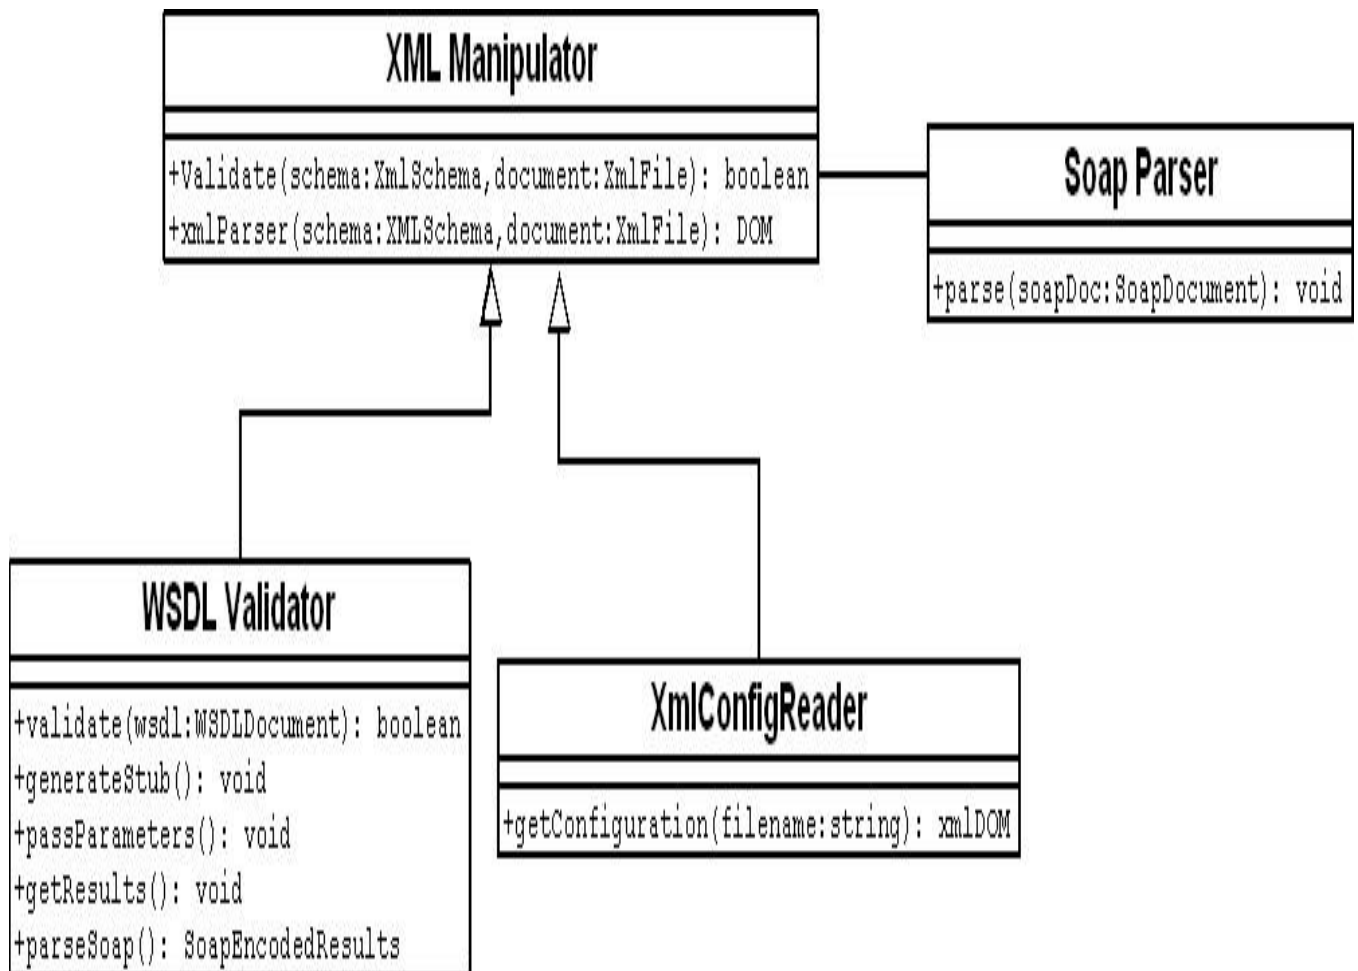 XML Manipulator
+Validate(schema:XmlSchema,document:XmlFile): boolean
+xmlParser(schema:XMLSchema,document:XmlFile): DOM
Soap Parser
+parse(soapDoc:SoapDocument): void
WSDL Validator
+validate(wsdl:WSDLDocument): boolean
+generateStub(): void
+passParameters(): void
+getResults(): void
+parseSoap(): SoapEncodedResults
XmlConfigReader
+getConfiguration(filename:string): xmlDOM